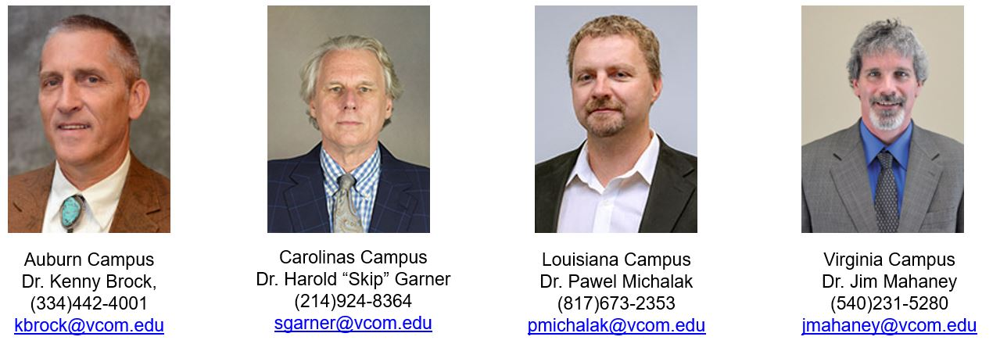 Auburn Campus
Dr. Kenny Brock,
(334)442-4001
kbrock@vcom.edu
Carolinas Campus
Dr. Harold “Skip” Garner
(214)924-8364
sgarner@vcom.edu
Louisiana Campus
Dr. Pawel Michalak
(817)673-2353
pmichalak@vcom.edu
Virginia Campus
Dr. Jim Mahaney
(540)231-5280
jmahaney@vcom.edu